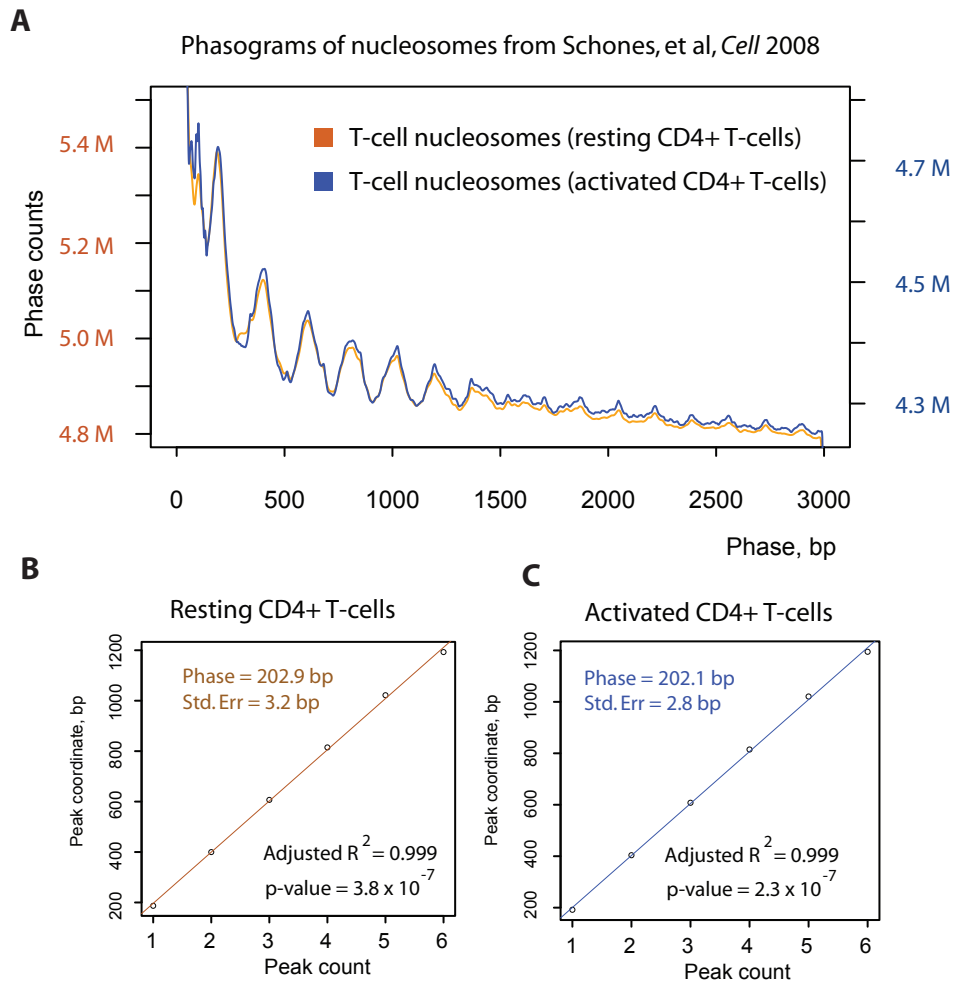 A
Phasograms of nucleosomes from Schones, et al, Cell 2008
T-cell nucleosomes (resting CD4+ T-cells)
T-cell nucleosomes (activated CD4+ T-cells)
Phase counts
5.4 M
5.2 M
5.0 M
4.8 M
4.7 M
4.5 M
4.3 M
0 500 1000 1500 2000 2500 3000
Phase, bp
B
Resting CD4+ T-cells
Phase = 202.9 bp
Std. Err = 3.2 bp
Adjusted R² = 0.999
p-value = 3.8 x 10⁻⁷
Peak coordinate, bp
1200
1000
800
600
400
200
1 2 3 4 5 6
Peak count
C
Activated CD4+ T-cells
Phase = 202.1 bp
Std. Err = 2.8 bp
Adjusted R² = 0.999
p-value = 2.3 x 10⁻⁷
Peak coordinate, bp
1200
1000
800
600
400
200
1 2 3 4 5 6
Peak count